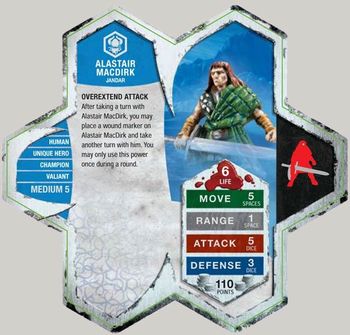 ALASTAIR
MACDIRK
JANDAR
OVEREXTEND ATTACK
After taking a turn with
Alastair MacDirk, you may
place a wound marker on
Alastair MacDirk and take
another turn with him. You
may only use this power
once during a round.
HUMAN
UNIQUE HERO
CHAMPION
VALIANT
MEDIUM 5
6
LIFE
MOVE 5
SPACES
RANGE 1
SPACE
ATTACK 5
DICE
DEFENSE 3
DICE
110
POINTS